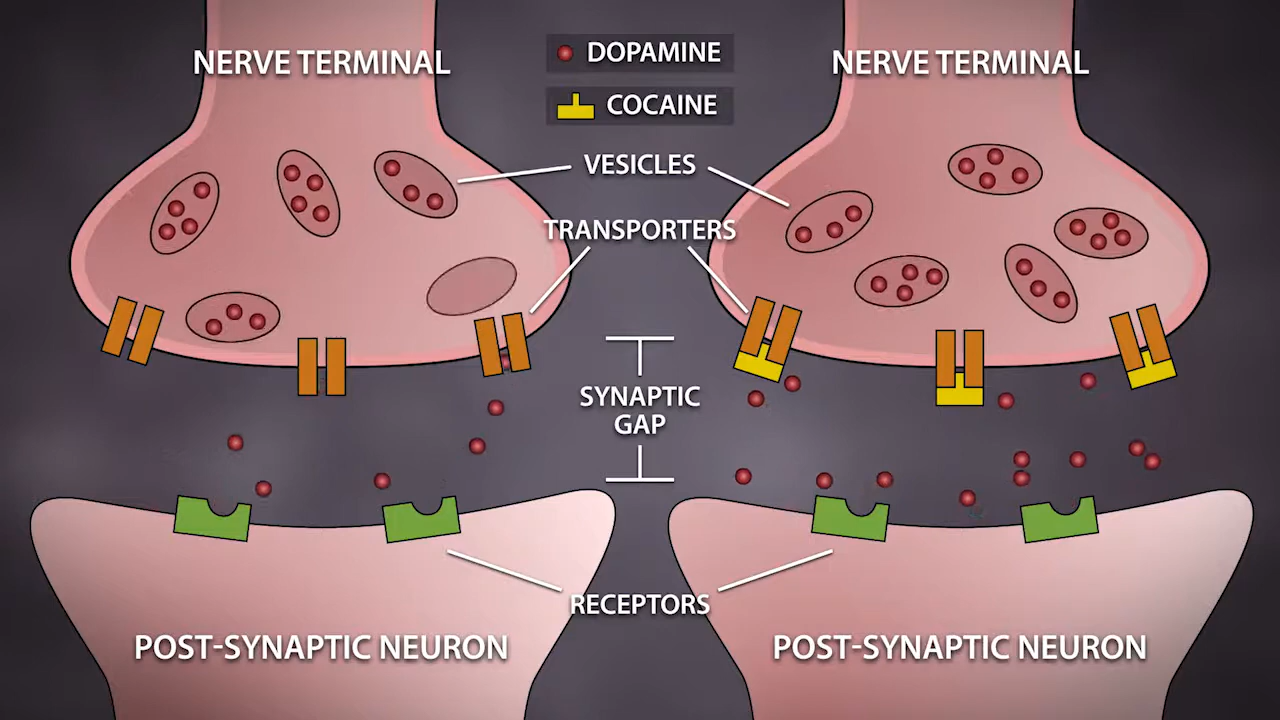 NERVE TERMINAL
DOPAMINE
NERVE TERMINAL
COCAINE
VESICLES
TRANSPORTERS
SYNAPTIC
GAP
RECEPTORS
POST-SYNAPTIC NEURON
POST-SYNAPTIC NEURON